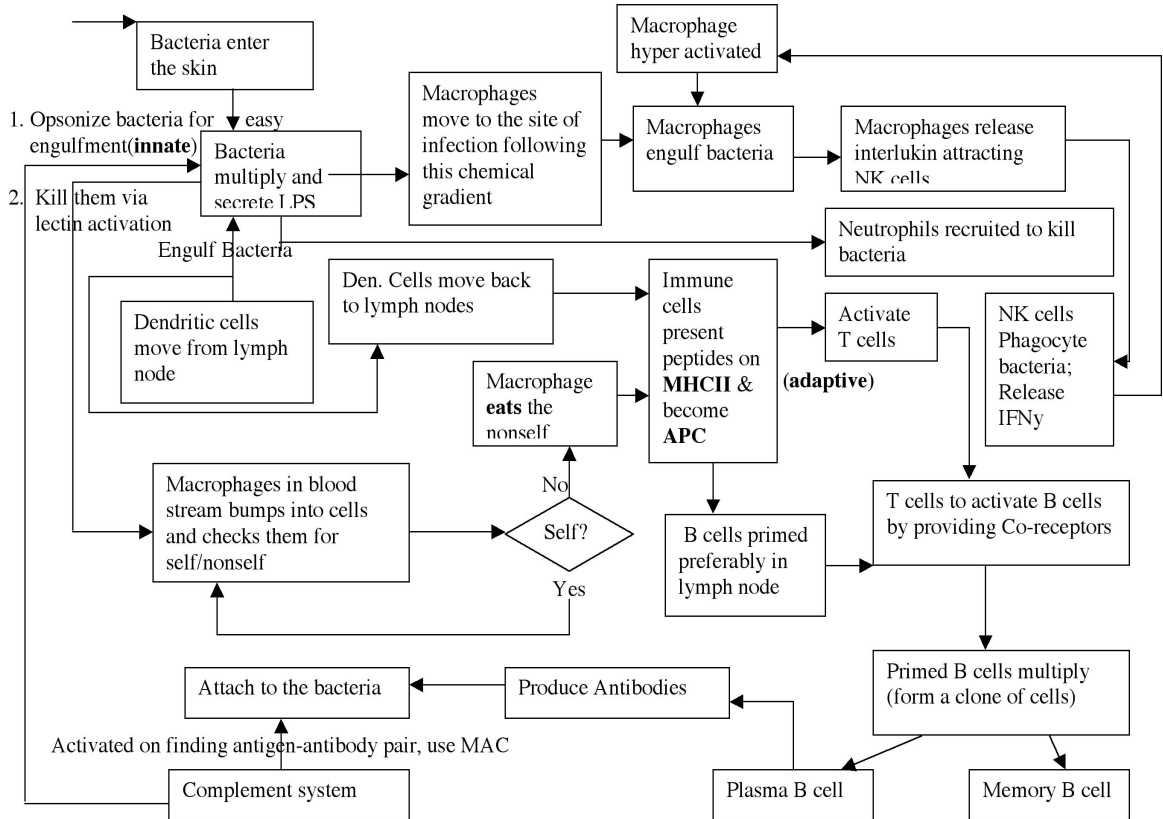 Bacteria enter
the skin
1. Opsonize bacteria for easy
engulfment(innate)
2. Kill them via
lectin activation
Bacteria
multiply and
secrete LPS
Engulf Bacteria
Dendritic cells
move from lymph
node
Macrophages
move to the site of
infection following
this chemical
gradient
Macrophage
hyper activated
Macrophages
engulf bacteria
Macrophages release
interlukin attracting
NK cells
Neutrophils recruited to kill
bacteria
Den. Cells move back
to lymph nodes
Immune
cells
present
peptides on
MHCII &
become
APC
(adaptive)
Activate
T cells
NK cells
Phagocyte
bacteria;
Release
IFNy
Macrophage
eats the
nonself
No
Macrophages in blood
stream bumps into cells
and checks them for
self/nonself
Self?
Yes
B cells primed
preferably in
lymph node
T cells to activate B cells
by providing Co-receptors
Primed B cells multiply
(form a clone of cells)
Attach to the bacteria
Produce Antibodies
Activated on finding antigen-antibody pair, use MAC
Complement system
Plasma B cell
Memory B cell